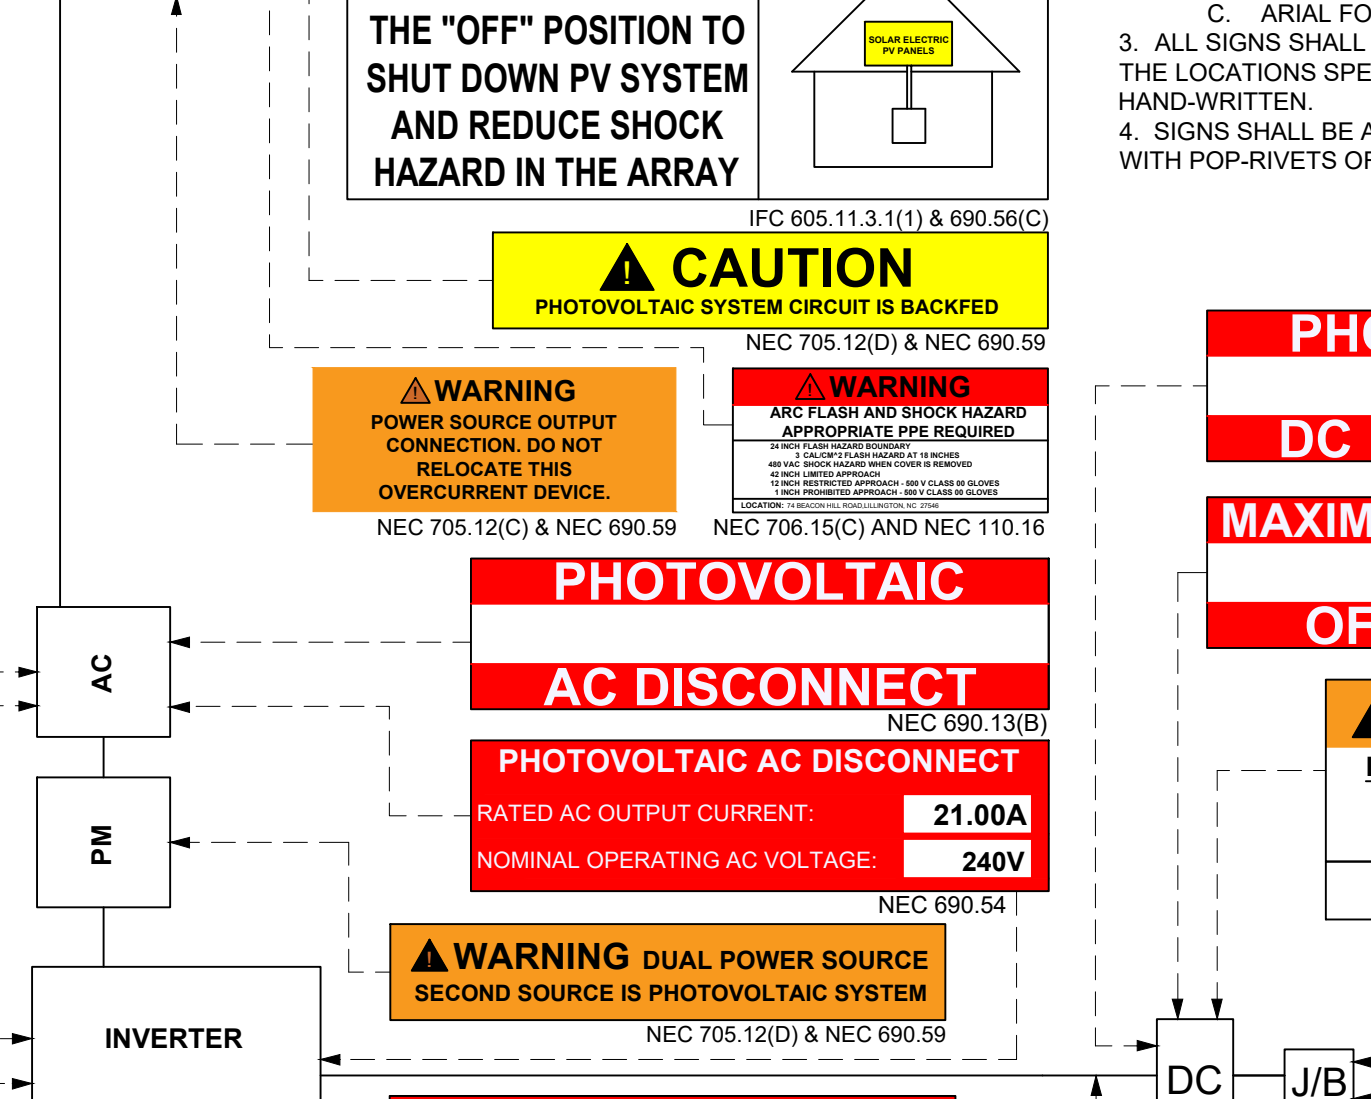 THE "OFF" POSITION TO
SHUT DOWN PV SYSTEM
AND REDUCE SHOCK
HAZARD IN THE ARRAY
SOLAR ELECTRIC
PV PANELS
IFC 605.11.3.1(1) & 690.56(C)
C. ARIAL FO
3. ALL SIGNS SHALL
THE LOCATIONS SPE
HAND-WRITTEN.
4. SIGNS SHALL BE A
WITH POP-RIVETS OF
! CAUTION
PHOTOVOLTAIC SYSTEM CIRCUIT IS BACKFED
NEC 705.12(D) & NEC 690.59
! WARNING
POWER SOURCE OUTPUT
CONNECTION. DO NOT
RELOCATE THIS
OVERCURRENT DEVICE.
NEC 705.12(C) & NEC 690.59
! WARNING
ARC FLASH AND SHOCK HAZARD
APPROPRIATE PPE REQUIRED
24 INCH FLASH HAZARD BOUNDARY
3 CAL/CM^2 FLASH HAZARD AT 18 INCHES
480 VAC SHOCK HAZARD WHEN COVER IS REMOVED
42 INCH LIMITED APPROACH
12 INCH RESTRICTED APPROACH - 500 V CLASS 00 GLOVES
1 INCH PROHIBITED APPROACH - 500 V CLASS 00 GLOVES
LOCATION: 74 BEACON HILL ROAD,LILLINGTON, NC 27546
NEC 706.15(C) AND NEC 110.16
PHOTOVOLTAIC
AC DISCONNECT
NEC 690.13(B)
PHOTOVOLTAIC AC DISCONNECT
RATED AC OUTPUT CURRENT: 21.00A
NOMINAL OPERATING AC VOLTAGE: 240V
NEC 690.54
! WARNING DUAL POWER SOURCE
SECOND SOURCE IS PHOTOVOLTAIC SYSTEM
NEC 705.12(D) & NEC 690.59
AC
PM
INVERTER
PHO
DC
MAXIM
OF
DC
J/B